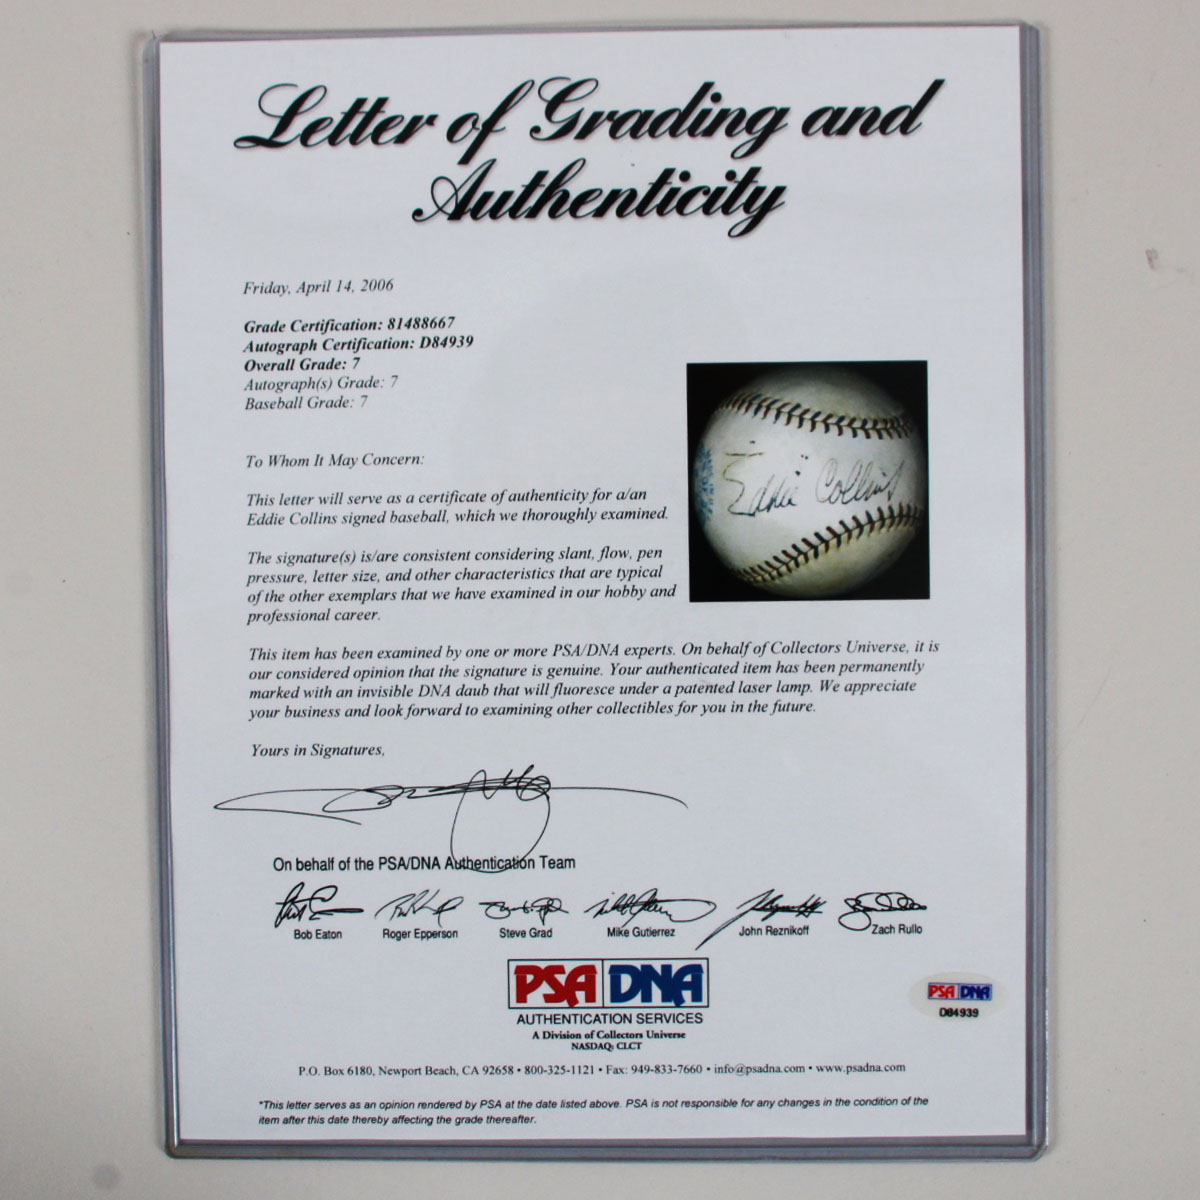 Letter of Grading and
Authenticity
Friday, April 14, 2006
Grade Certification: 81488667
Autograph Certification: D84939
Overall Grade: 7
Autograph(s) Grade: 7
Baseball Grade: 7
To Whom It May Concern:
This letter will serve as a certificate of authenticity for a/an
Eddie Collins signed baseball, which we thoroughly examined.
Eddie Collins
The signature(s) is/are consistent considering slant, flow, pen
pressure, letter size, and other characteristics that are typical
of the other exemplars that we have examined in our hobby and
professional career.
This item has been examined by one or more PSA/DNA experts. On behalf of Collectors Universe, it is
our considered opinion that the signature is genuine. Your authenticated item has been permanently
marked with an invisible DNA daub that will fluoresce under a patented laser lamp. We appreciate
your business and look forward to examining other collectibles for you in the future.
Yours in Signatures,
On behalf of the PSA/DNA Authentication Team
Bob Eaton Roger Epperson Steve Grad Mike Gutierrez John Reznikoff Zach Rullo
PSA DNA
AUTHENTICATION SERVICES
A Division of Collectors Universe
NASDAQ: CLCT
PSA DNA
D84939
P.O. Box 6180, Newport Beach, CA 92658 • 800-325-1121 • Fax: 949-833-7660 • info@psadna.com • www.psadna.com
*This letter serves as an opinion rendered by PSA at the date listed above. PSA is not responsible for any changes in the condition of the
item after this date thereby affecting the grade thereafter.